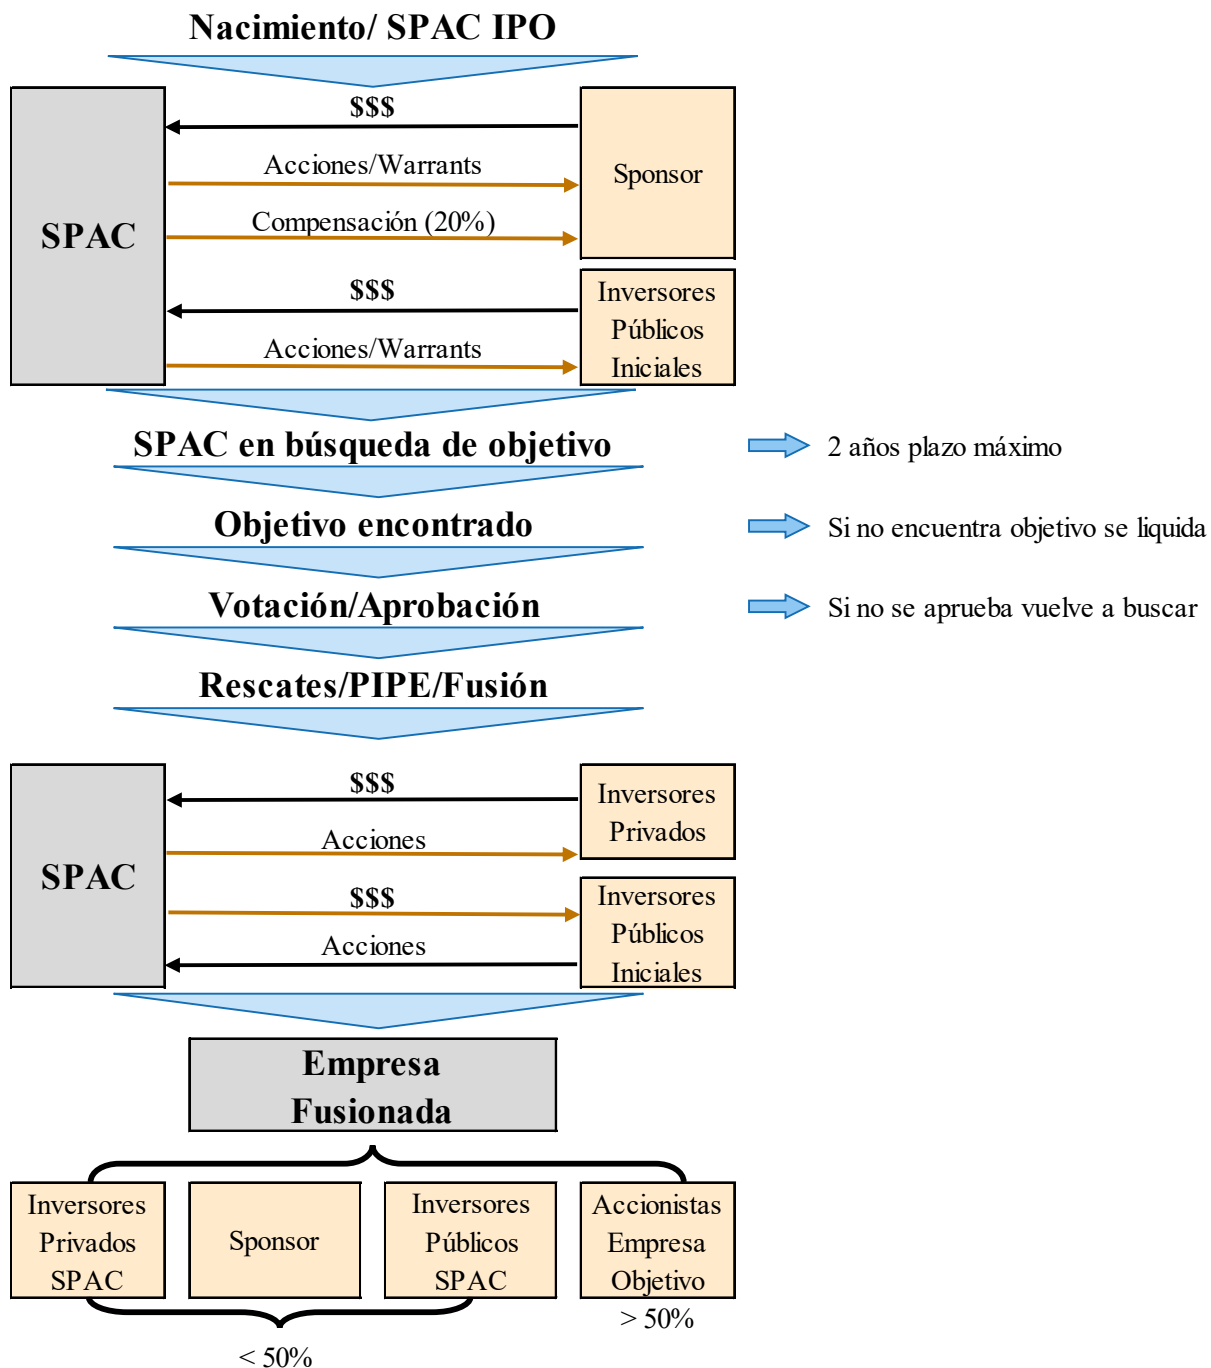 Nacimiento/ SPAC IPO
SPAC
$$$
Acciones/Warrants
Compensación (20%)
Sponsor
$$$
Acciones/Warrants
Inversores
Públicos
Iniciales
SPAC en búsqueda de objetivo
2 años plazo máximo
Objetivo encontrado
Si no encuentra objetivo se liquida
Votación/Aprobación
Si no se aprueba vuelve a buscar
Rescates/PIPE/Fusión
SPAC
$$$
Acciones
Inversores
Privados
$$$
Acciones
Inversores
Públicos
Iniciales
Empresa
Fusionada
Inversores
Privados
SPAC
Sponsor
Inversores
Públicos
SPAC
Accionistas
Empresa
Objetivo
> 50%
< 50%